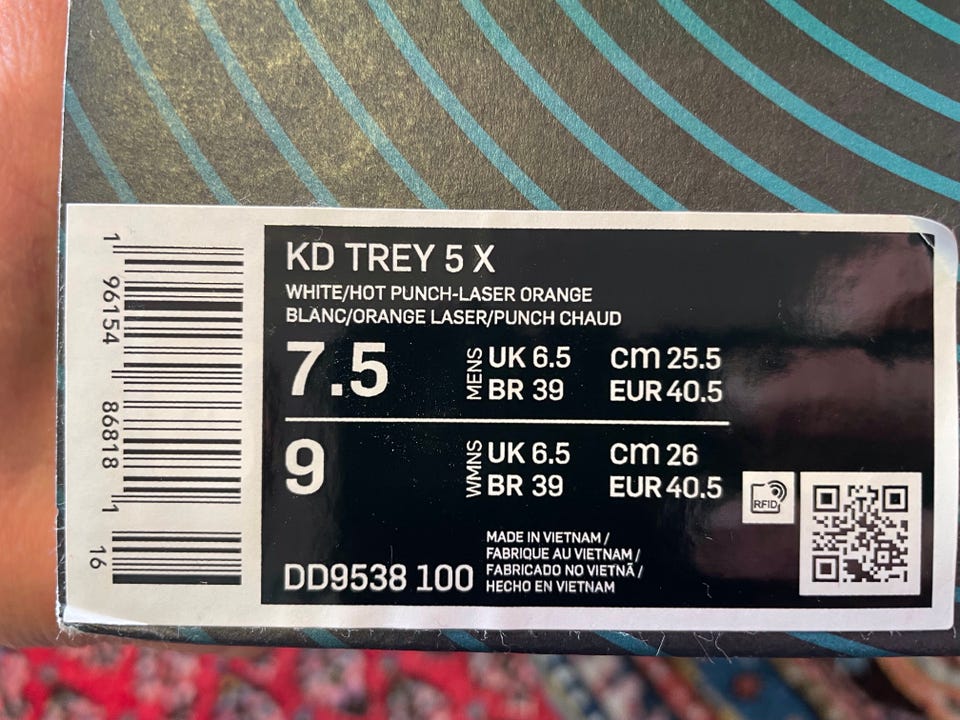 KD TREY 5 X
WHITE/HOT PUNCH-LASER ORANGE
BLANC/ORANGE LASER/PUNCH CHAUD
7.5 MENS UK 6.5 cm 25.5
BR 39 EUR 40.5
9 WMNS UK 6.5 cm 26
BR 39 EUR 40.5
RFID
DD9538 100
MADE IN VIETNAM /
FABRIQUE AU VIETNAM /
FABRICADO NO VIETNÃ /
HECHO EN VIETNAM
1 96154 86818 1 16